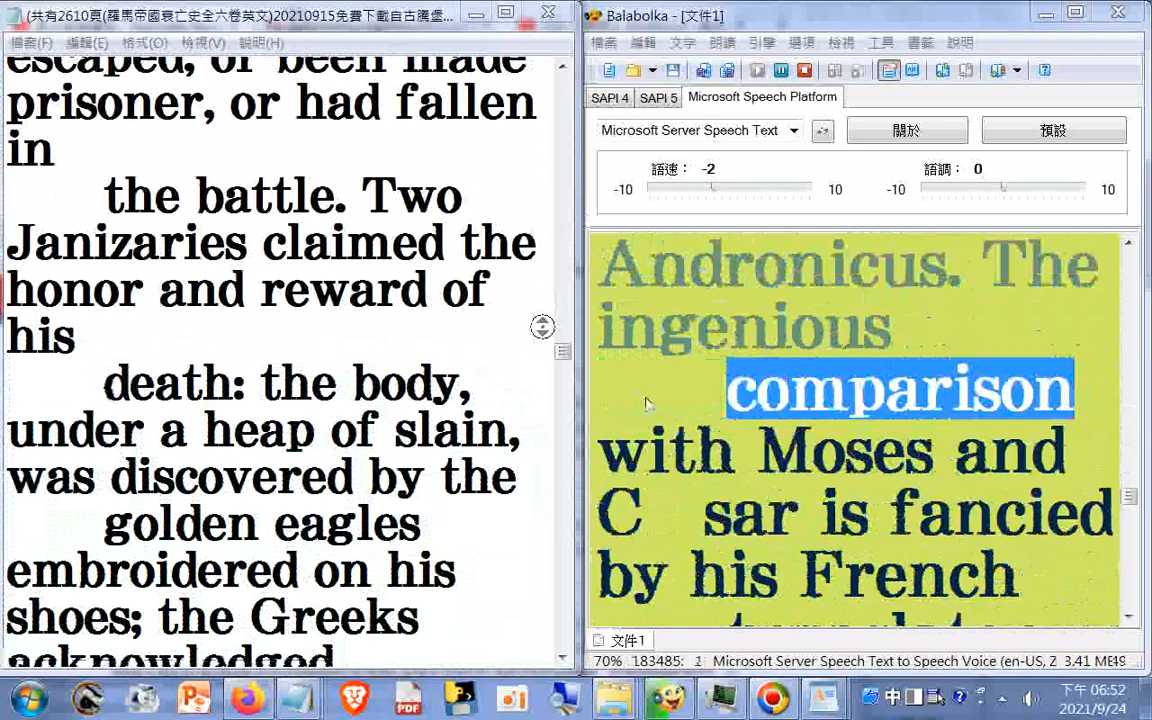 (共有2610頁(羅馬帝國衰亡史全六卷英文)20210915免費下載自古騰堡...
檔案(F) 編輯(E) 格式(O) 檢視(V) 說明(H)
escaped, or been made
prisoner, or had fallen
in
the battle. Two
Janizaries claimed the
honor and reward of
his
death: the body,
under a heap of slain,
was discovered by the
golden eagles
embroidered on his
shoes; the Greeks
acknowledged
Balabolka - [文件1]
檔案 編輯 文字 朗讀 引擎 選項 檢視 工具 書籤 說明
SAPI 4 SAPI 5 Microsoft Speech Platform
Microsoft Server Speech Text 關於 預設
語速： -2 語調： 0
-10 10 -10 10
Andronicus. The
ingenious
comparison
with Moses and
C sar is fancied
by his French
文件1
70% 183485: 1 Microsoft Server Speech Text to Speech Voice (en-US, Z 3,41 ME49
中
下午 06:52
2021/9/24